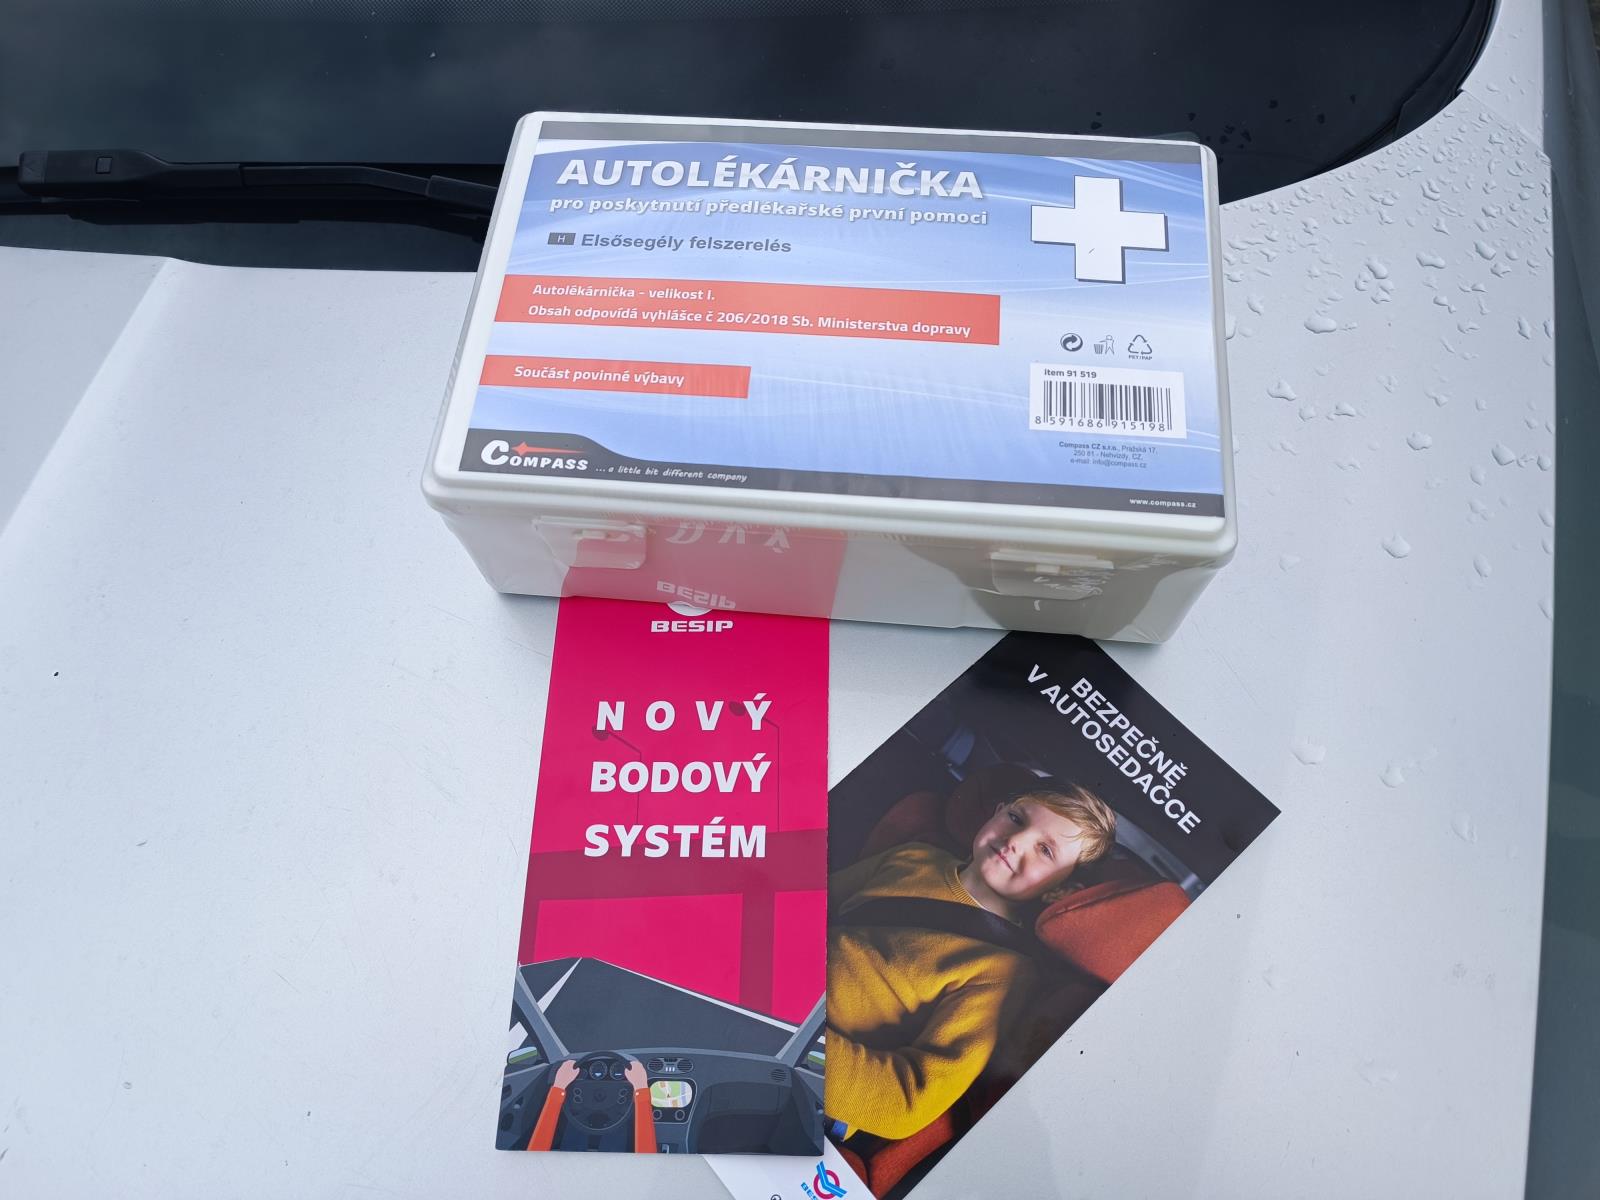 AUTOLÉKÁRNIČKA
pro poskytnutí předlékařské první pomoci
H Elsősegély felszerelés
Autolékárnička - velikost I.
Obsah odpovídá vyhlášce č 206/2018 Sb. Ministerstva dopravy
Součást povinné výbavy
PET/PAP
item 91 519
8 591686 915198
Compass CZ s.r.o., Pražská 17,
250 81 - Nehvizdy, CZ,
e-mail: info@compass.cz
COMPASS ...a little bit different company
www.compass.cz
BESIP
NOVÝ
BODOVÝ
SYSTÉM
BEZPEČNĚ
V AUTOSEDAČCE